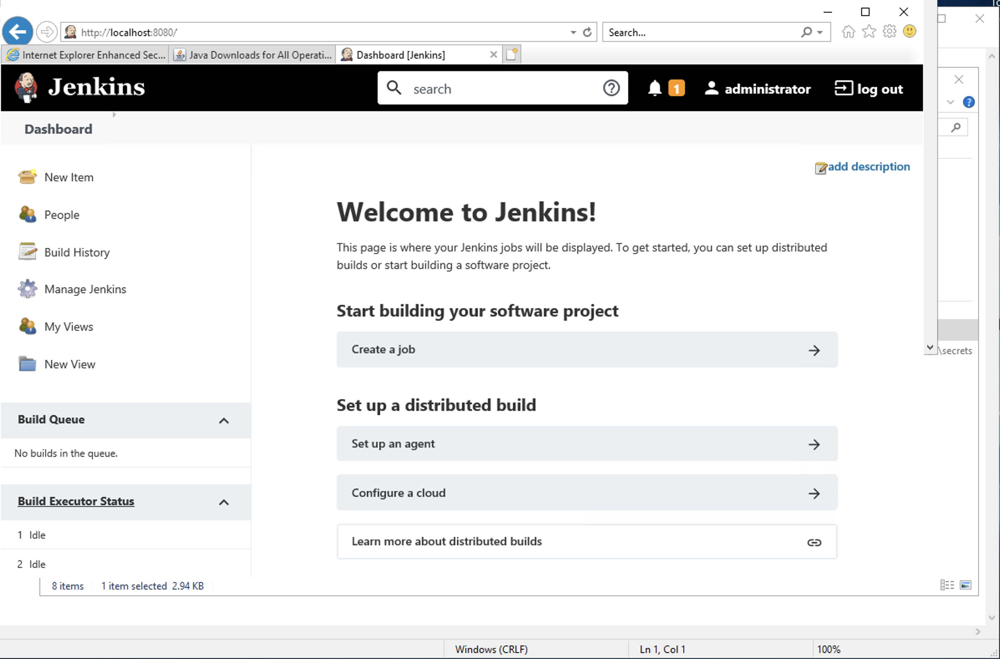 http://localhost:8080/
Search...
Internet Explorer Enhanced Sec...
Java Downloads for All Operati...
Dashboard [Jenkins]
Jenkins
search
1
administrator
log out
Dashboard
add description
New Item
People
Build History
Manage Jenkins
My Views
New View
Welcome to Jenkins!
This page is where your Jenkins jobs will be displayed. To get started, you can set up distributed
builds or start building a software project.
Start building your software project
Create a job
\secrets
Set up a distributed build
Set up an agent
Configure a cloud
Learn more about distributed builds
Build Queue
No builds in the queue.
Build Executor Status
1 Idle
2 Idle
8 items
1 item selected 2.94 KB
Windows (CRLF)
Ln 1, Col 1
100%